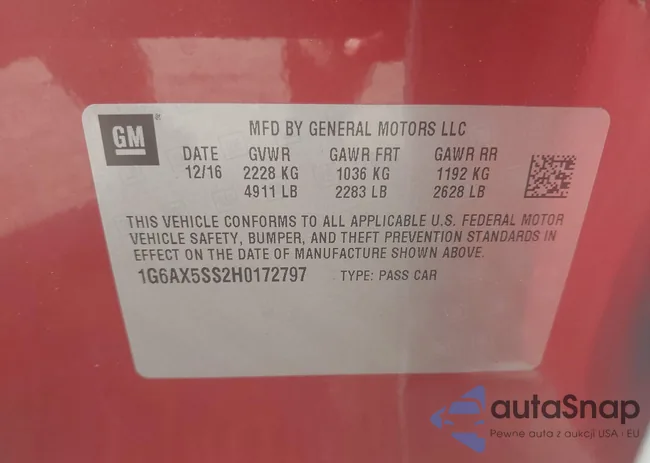 GM
MFD BY GENERAL MOTORS LLC
DATE GVWR GAWR FRT GAWR RR
12/16 2228 KG 1036 KG 1192 KG
4911 LB 2283 LB 2628 LB
THIS VEHICLE CONFORMS TO ALL APPLICABLE U.S. FEDERAL MOTOR
VEHICLE SAFETY, BUMPER, AND THEFT PREVENTION STANDARDS IN
EFFECT ON THE DATE OF MANUFACTURE SHOWN ABOVE.
1G6AX5SS2H0172797 TYPE: PASS CAR
autaSnap
Pewne auta z aukcji USA i EU